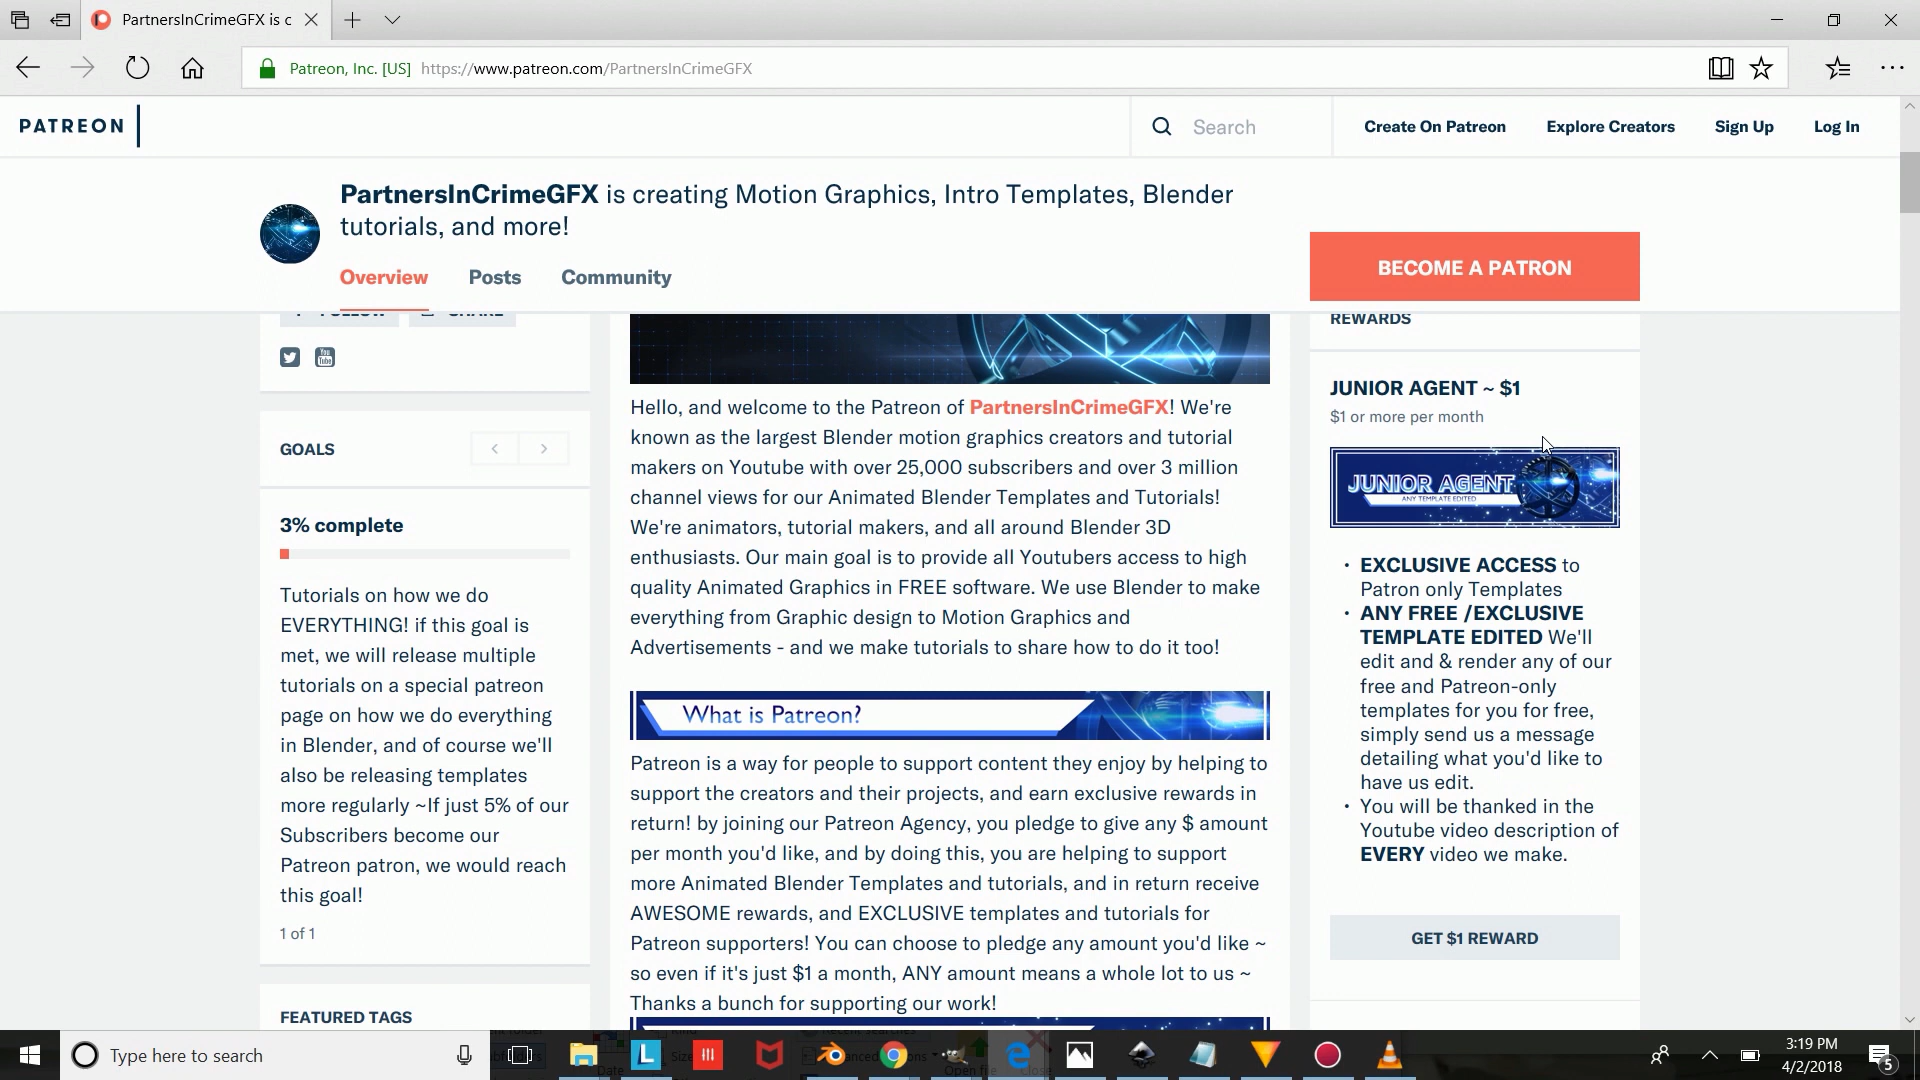 PartnersInCrimeGFX is c
Patreon, Inc. [US] https://www.patreon.com/PartnersInCrimeGFX
PATREON
Search
Create On Patreon
Explore Creators
Sign Up
Log In
PartnersInCrimeGFX is creating Motion Graphics, Intro Templates, Blender
tutorials, and more!
Overview
Posts
Community
BECOME A PATRON
FOLLOW
SHARE
You
Tube
GOALS
3% complete
Tutorials on how we do
EVERYTHING! if this goal is
met, we will release multiple
tutorials on a special patreon
page on how we do everything
in Blender, and of course we'll
also be releasing templates
more regularly ~If just 5% of our
Subscribers become our
Patreon patron, we would reach
this goal!
1 of 1
FEATURED TAGS
Hello, and welcome to the Patreon of PartnersInCrimeGFX! We're
known as the largest Blender motion graphics creators and tutorial
makers on Youtube with over 25,000 subscribers and over 3 million
channel views for our Animated Blender Templates and Tutorials!
We're animators, tutorial makers, and all around Blender 3D
enthusiasts. Our main goal is to provide all Youtubers access to high
quality Animated Graphics in FREE software. We use Blender to make
everything from Graphic design to Motion Graphics and
Advertisements - and we make tutorials to share how to do it too!
What is Patreon?
Patreon is a way for people to support content they enjoy by helping to
support the creators and their projects, and earn exclusive rewards in
return! by joining our Patreon Agency, you pledge to give any $ amount
per month you'd like, and by doing this, you are helping to support
more Animated Blender Templates and tutorials, and in return receive
AWESOME rewards, and EXCLUSIVE templates and tutorials for
Patreon supporters! You can choose to pledge any amount you'd like ~
so even if it's just $1 a month, ANY amount means a whole lot to us ~
Thanks a bunch for supporting our work!
REWARDS
JUNIOR AGENT ~ $1
$1 or more per month
JUNIOR AGENT
ANY TEMPLATE EDITED
• EXCLUSIVE ACCESS to
Patron only Templates
• ANY FREE /EXCLUSIVE
TEMPLATE EDITED We'll
edit and & render any of our
free and Patreon-only
templates for you for free,
simply send us a message
detailing what you'd like to
have us edit.
• You will be thanked in the
Youtube video description of
EVERY video we make.
GET $1 REWARD
Type here to search
3:19 PM
4/2/2018
5